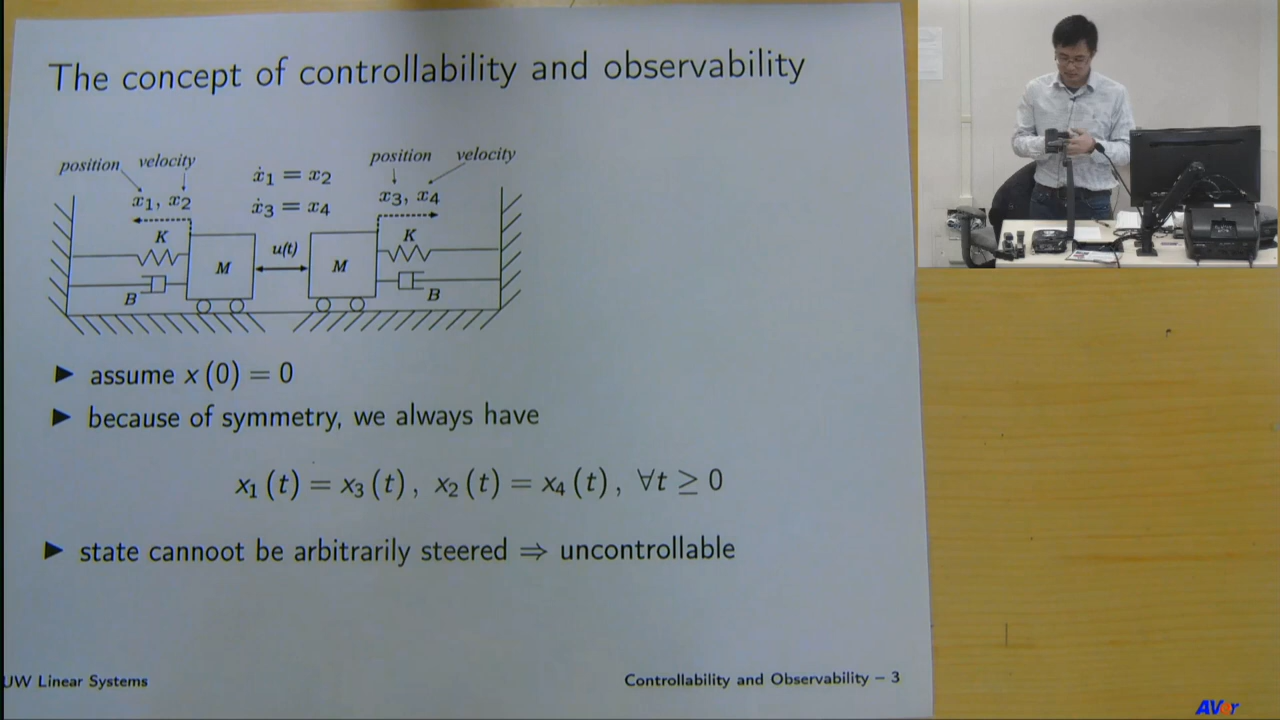 The concept of controllability and observability
position velocity
x₁, x₂
ẋ₁ = x₂
ẋ₃ = x₄
position velocity
x₃, x₄
K
B
M
u(t)
M
K
B
▶ assume x (0) = 0
▶ because of symmetry, we always have
x₁ (t) = x₃ (t) , x₂ (t) = x₄ (t) , ∀t ≥ 0
▶ state cannoot be arbitrarily steered ⇒ uncontrollable
UW Linear Systems
Controllability and Observability – 3
AVer